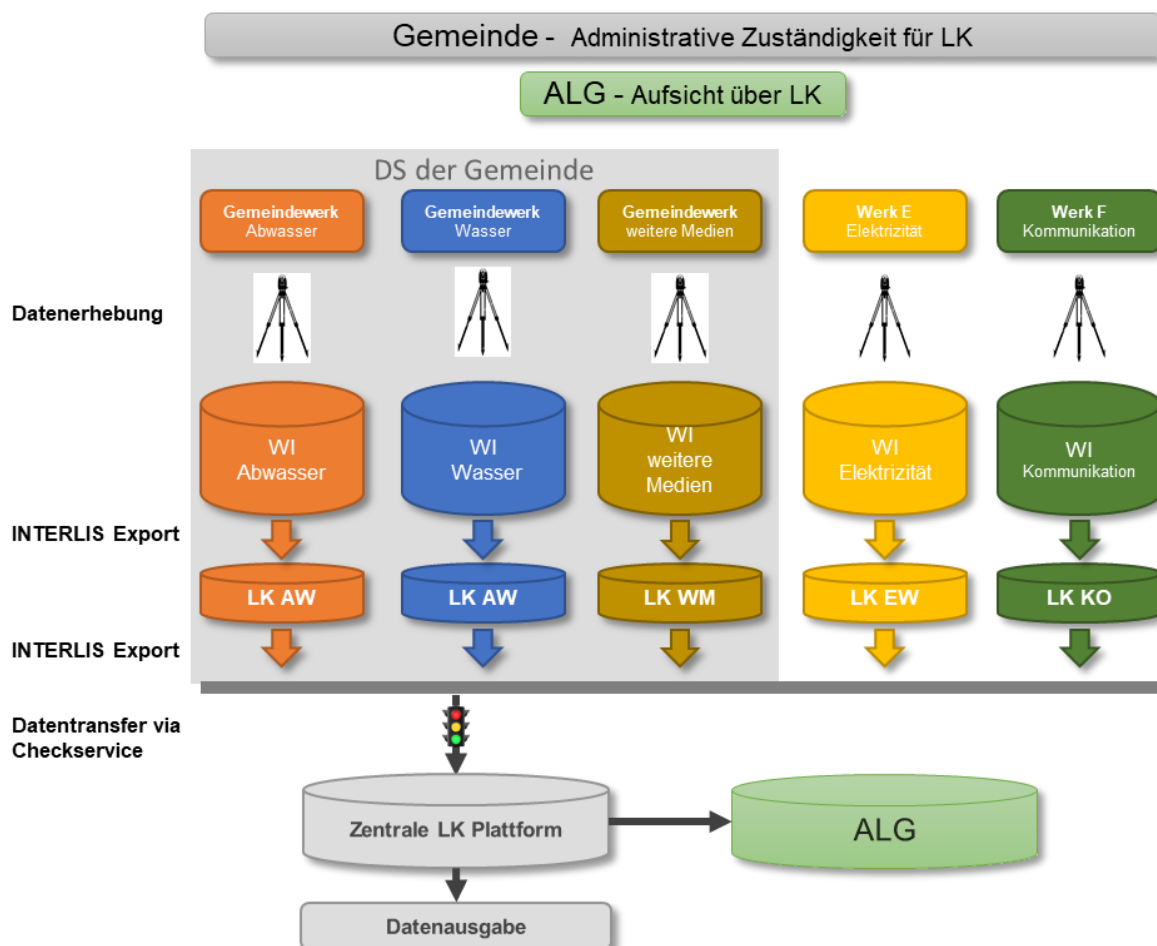 Gemeinde - Administrative Zuständigkeit für LK
ALG - Aufsicht über LK
DS der Gemeinde
Gemeindewerk
Abwasser
Gemeindewerk
Wasser
Gemeindewerk
weitere Medien
Werk E
Elektrizität
Werk F
Kommunikation
Datenerhebung
WI
Abwasser
WI
Wasser
WI
weitere
Medien
WI
Elektrizität
WI
Kommunikation
INTERLIS Export
LK AW
LK AW
LK WM
LK EW
LK KO
INTERLIS Export
Datentransfer via
Checkservice
Zentrale LK Plattform
ALG
Datenausgabe